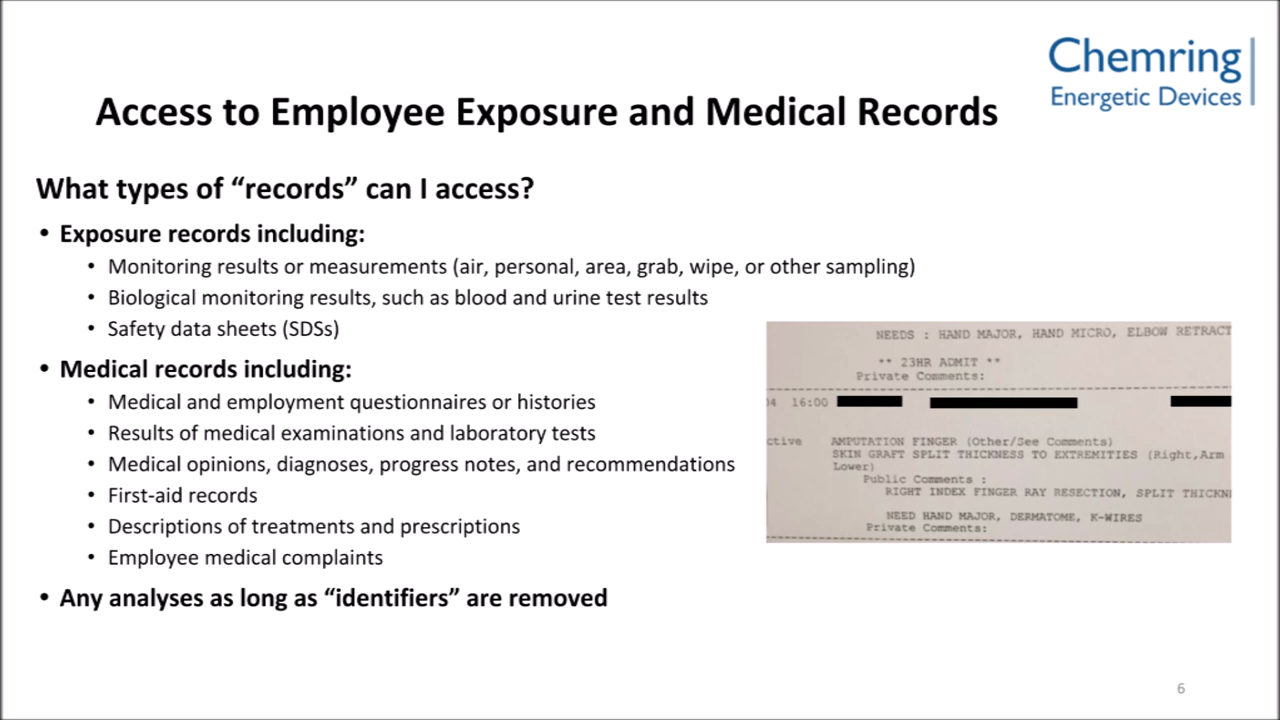 Chemring
Energetic Devices
Access to Employee Exposure and Medical Records
What types of “records” can I access?
• Exposure records including:
• Monitoring results or measurements (air, personal, area, grab, wipe, or other sampling)
• Biological monitoring results, such as blood and urine test results
• Safety data sheets (SDSs)
• Medical records including:
• Medical and employment questionnaires or histories
• Results of medical examinations and laboratory tests
• Medical opinions, diagnoses, progress notes, and recommendations
• First-aid records
• Descriptions of treatments and prescriptions
• Employee medical complaints
• Any analyses as long as “identifiers” are removed
NEEDS : HAND MAJOR, HAND MICRO, ELBOW RETRACT
** 23HR ADMIT **
Private Comments:
04 16:00
ctive AMPUTATION FINGER (Other/See Comments)
SKIN GRAFT SPLIT THICKNESS TO EXTREMITIES (Right,Arm
Lower)
Public Comments :
RIGHT INDEX FINGER RAY RESECTION, SPLIT THICKN
NEED HAND MAJOR, DERMATOME, K-WIRES
Private Comments:
6